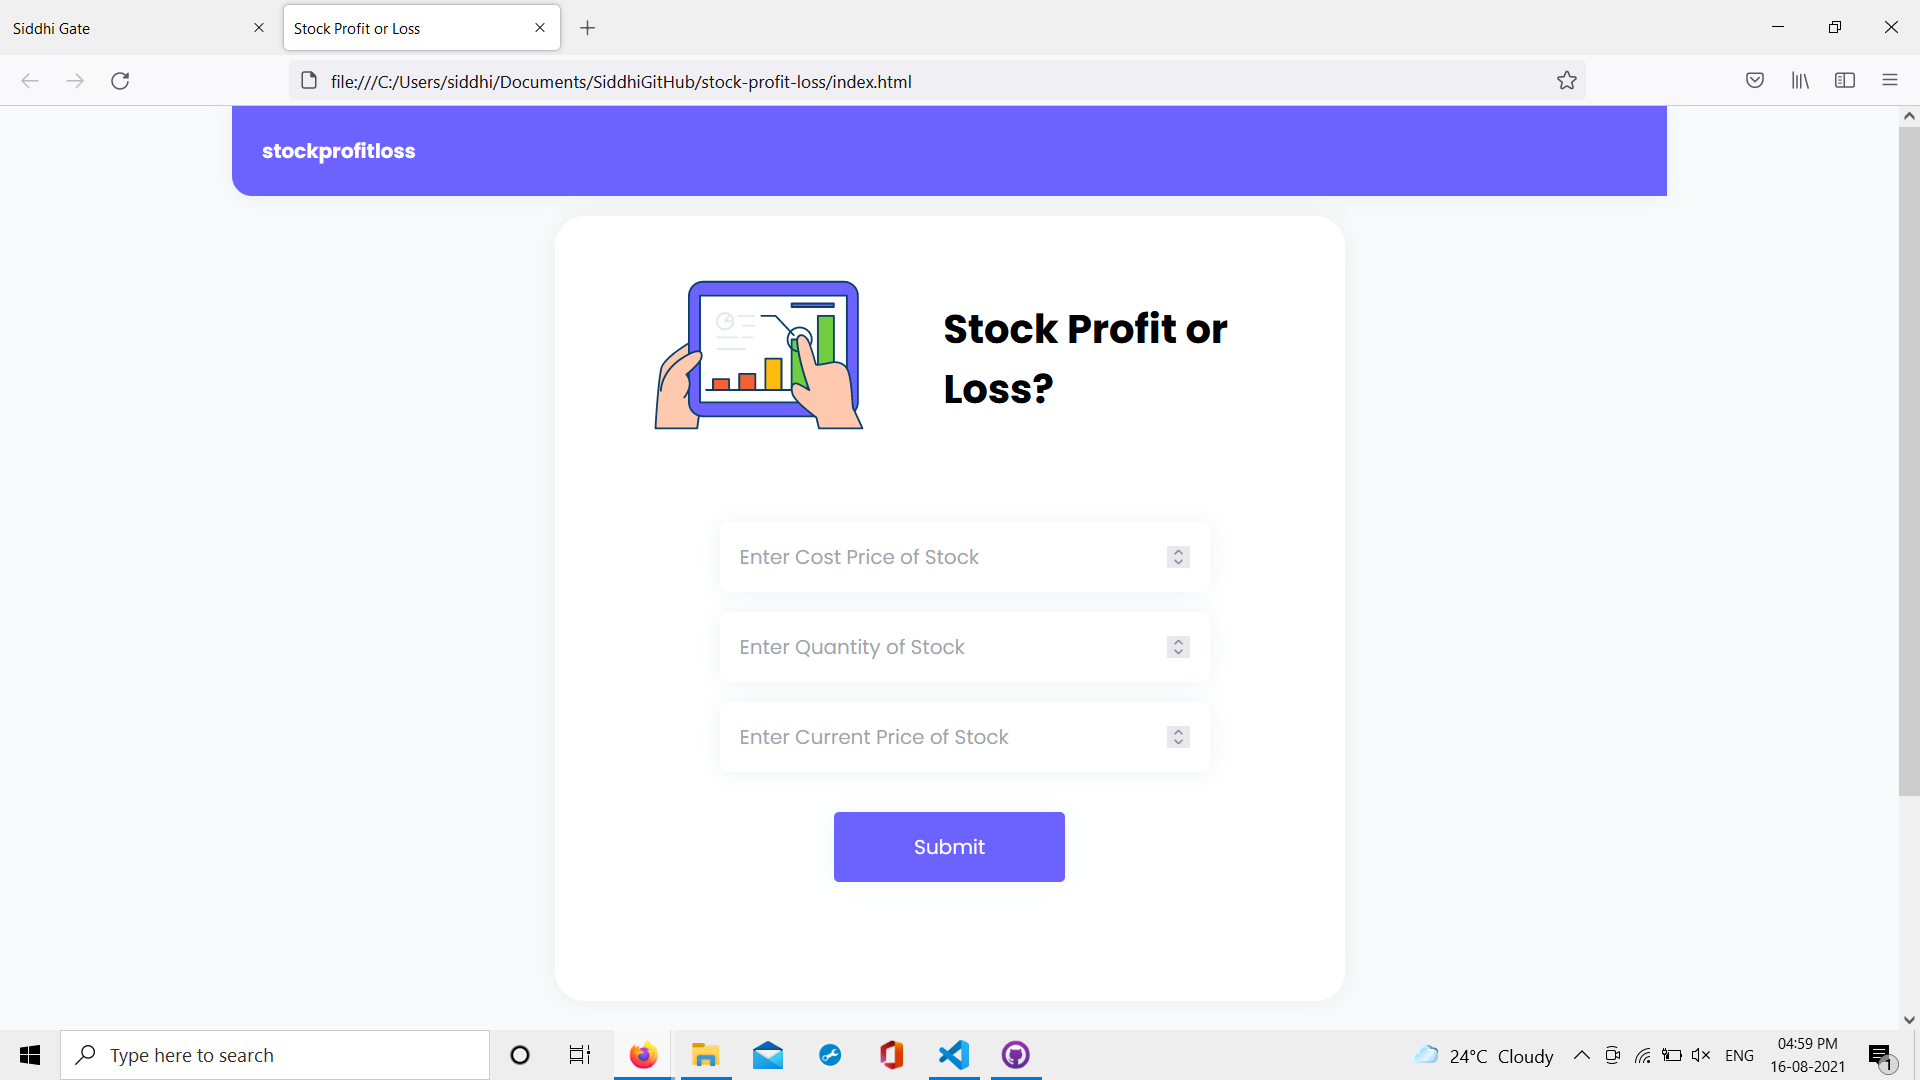 Siddhi Gate
Stock Profit or Loss
file:///C:/Users/siddhi/Documents/SiddhiGitHub/stock-profit-loss/index.html
stockprofitloss
Stock Profit or
Loss?
Enter Cost Price of Stock
Enter Quantity of Stock
Enter Current Price of Stock
Submit
Type here to search
24°C Cloudy
ENG
04:59 PM
16-08-2021
1